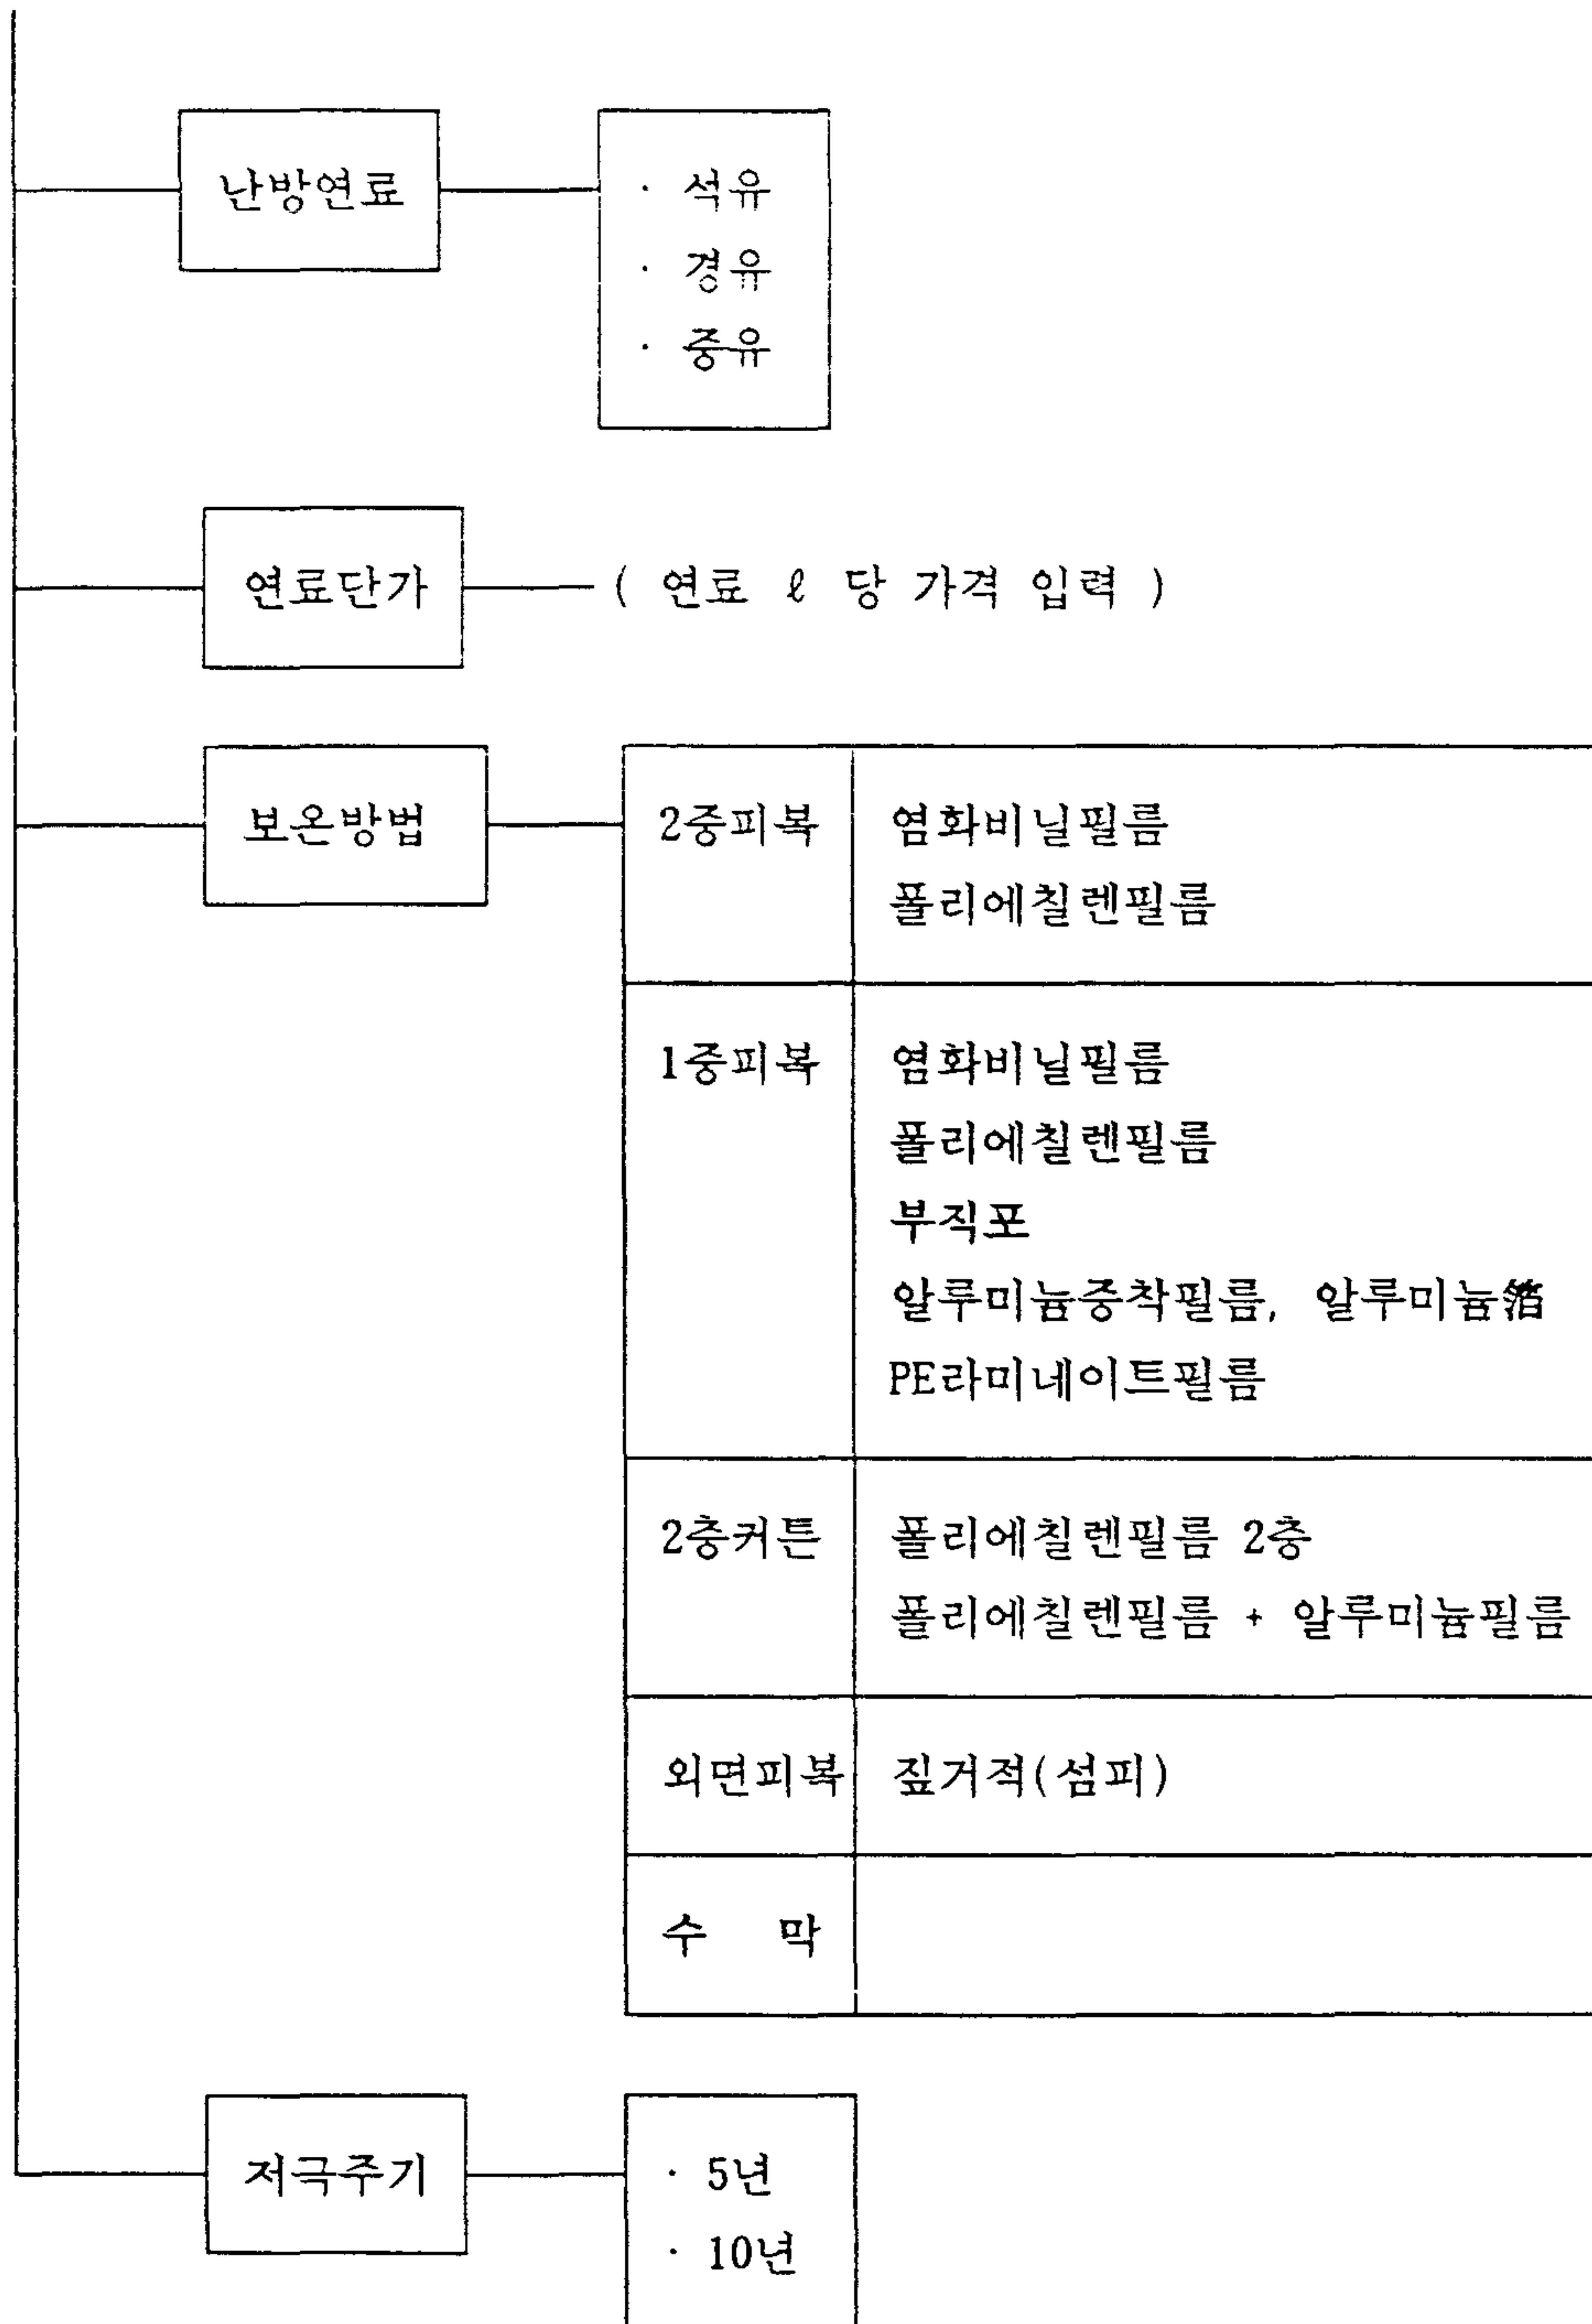 난방연료
· 석유
· 경유
· 중유
연료단가
( 연료 ℓ 당 가격 입력 )
보온방법
2중피복
염화비닐필름
폴리에칠렌필름
1중피복
염화비닐필름
폴리에칠렌필름
부직포
알루미늄증착필름, 알루미늄箔
PE라미네이트필름
2층커튼
폴리에칠렌필름 2층
폴리에칠렌필름 + 알루미늄필름
외면피복
짚거적(섬피)
수 막
저극주기
· 5년
· 10년